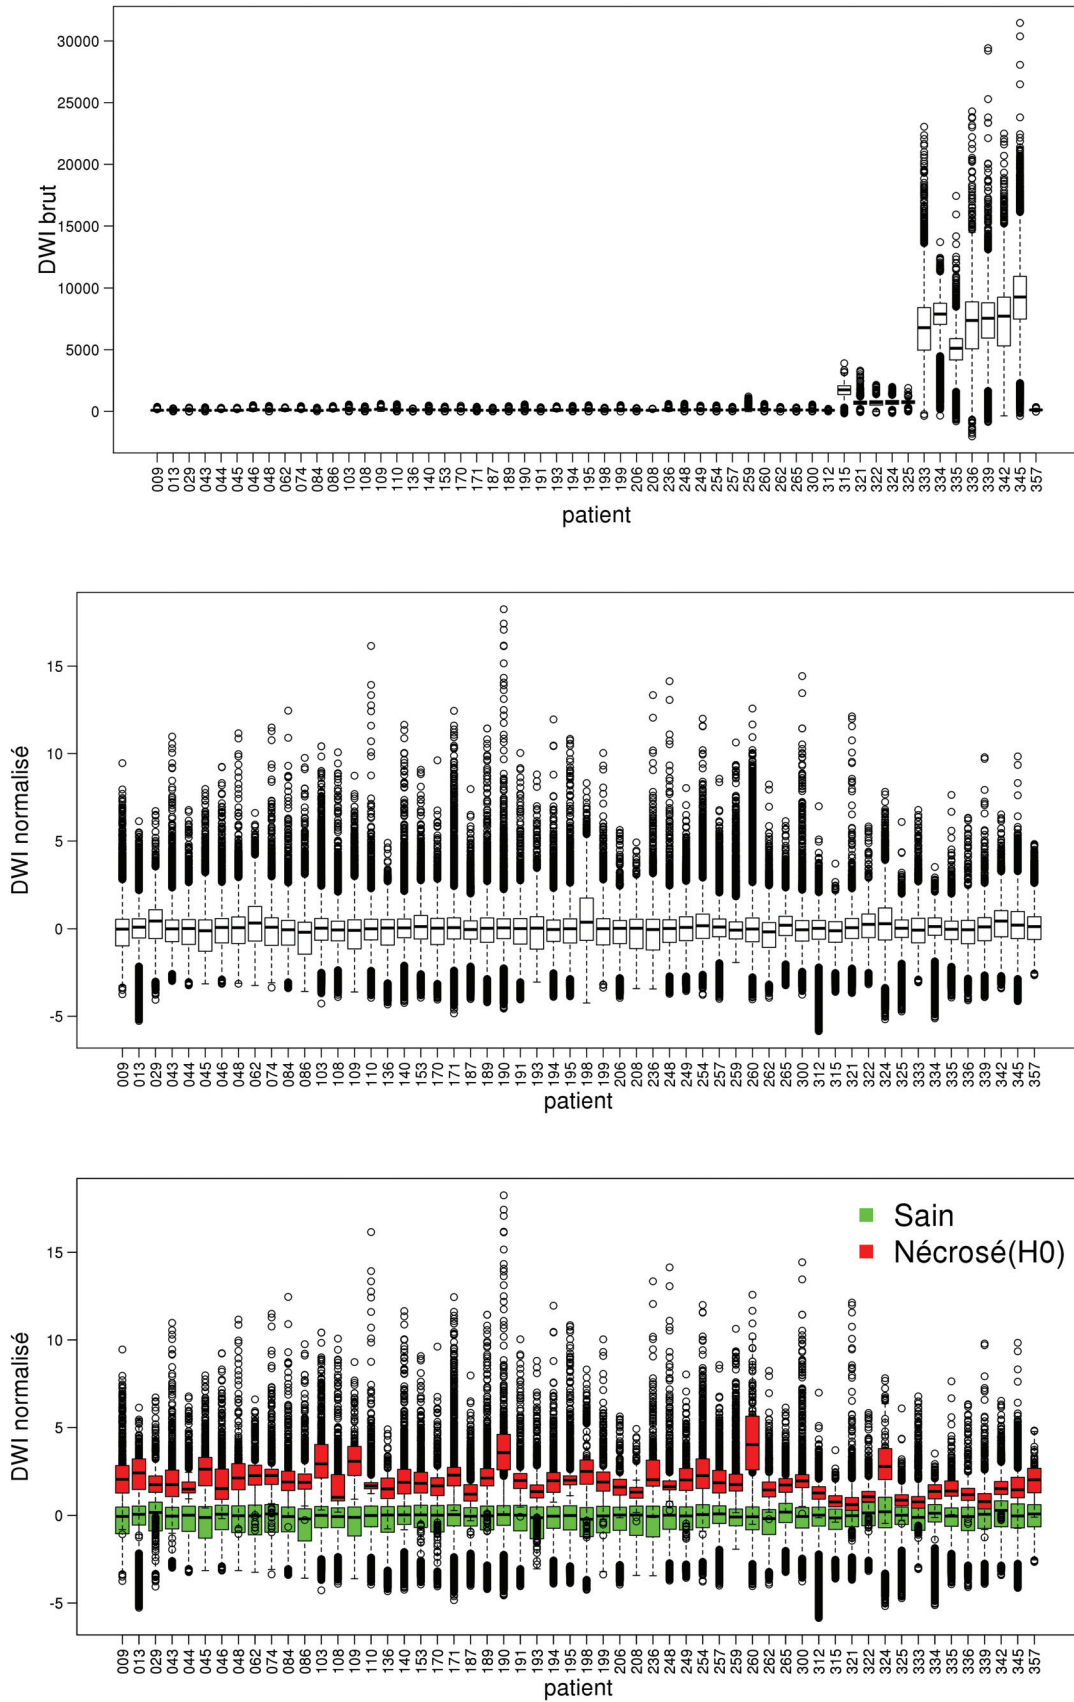 DWI brut
30000
25000
20000
15000
10000
5000
0
009 013 029 043 044 045 046 048 062 074 084 086 103 108 109 110 136 140 153 170 171 187 189 190 191 193 194 195 198 199 206 208 236 248 249 254 257 259 260 262 265 300 312 315 321 322 324 325 333 334 335 336 339 342 345 357
patient
DWI normalisé
15
10
5
0
-5
009 013 029 043 044 045 046 048 062 074 084 086 103 108 109 110 136 140 153 170 171 187 189 190 191 193 194 195 198 199 206 208 236 248 249 254 257 259 260 262 265 300 312 315 321 322 324 325 333 334 335 336 339 342 345 357
patient
Sain
Nécrosé(H0)
DWI normalisé
15
10
5
0
-5
009 013 029 043 044 045 046 048 062 074 084 086 103 108 109 110 136 140 153 170 171 187 189 190 191 193 194 195 198 199 206 208 236 248 249 254 257 259 260 262 265 300 312 315 321 322 324 325 333 334 335 336 339 342 345 357
patient